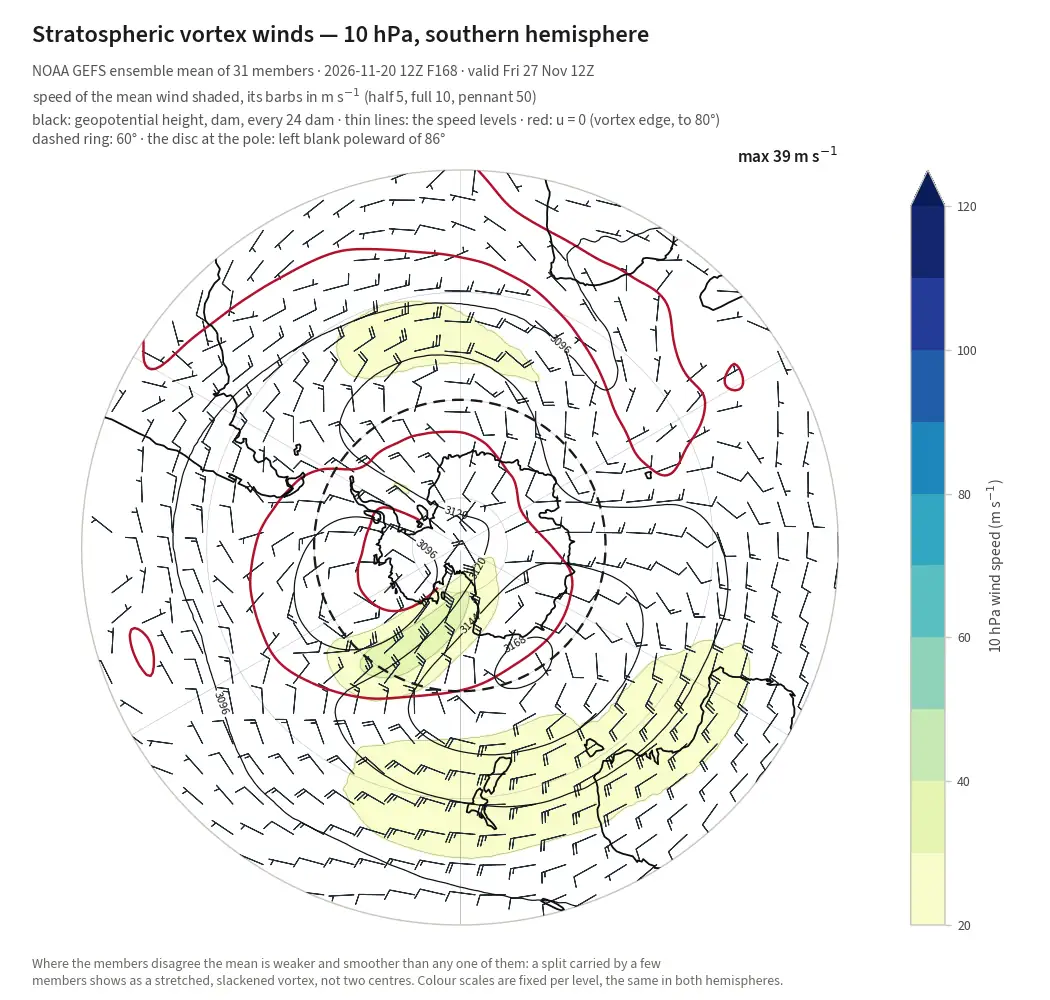 Stratospheric vortex winds — 10 hPa, southern hemisphere
NOAA GEFS ensemble mean of 31 members · 2026-11-20 12Z F168 · valid Fri 27 Nov 12Z
speed of the mean wind shaded, its barbs in m s⁻¹ (half 5, full 10, pennant 50)
black: geopotential height, dam, every 24 dam · thin lines: the speed levels · red: u = 0 (vortex edge, to 80°)
dashed ring: 60° · the disc at the pole: left blank poleward of 86°
max 39 m s⁻¹
120
100
80
60
40
20
10 hPa wind speed (m s⁻¹)
3096
3120
3096
3120
3144
3168
3096
Where the members disagree the mean is weaker and smoother than any one of them: a split carried by a few
members shows as a stretched, slackened vortex, not two centres. Colour scales are fixed per level, the same in both hemispheres.